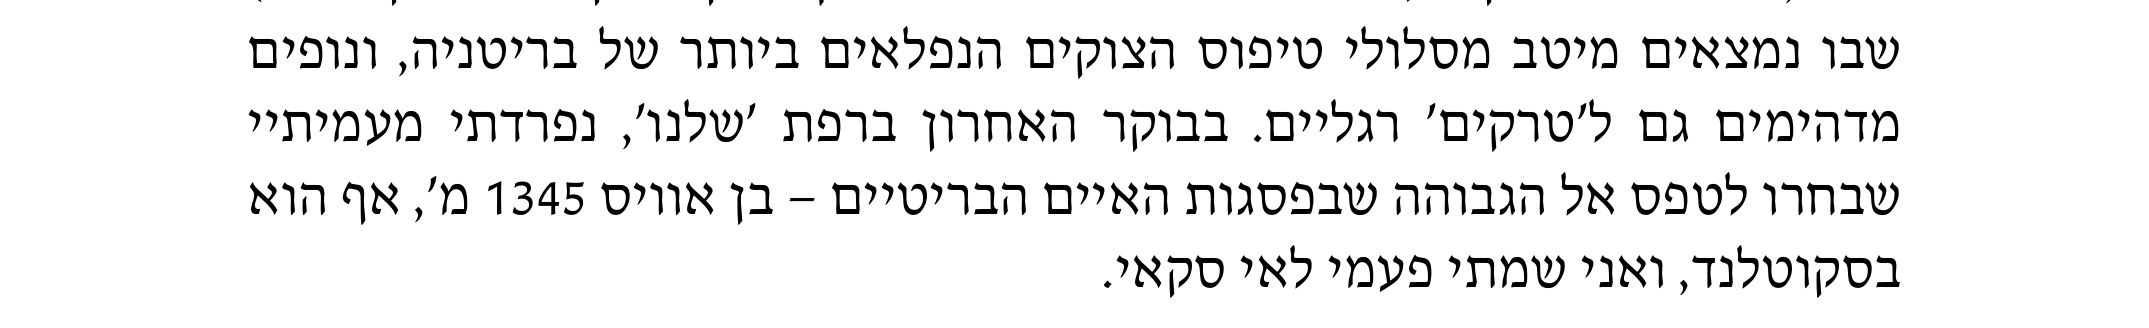 שבו נמצאים מיטב מסלולי טיפוס הצוקים הנפלאים ביותר של בריטניה, ונופים
מדהימים גם ל'טרקים' רגליים. בבוקר האחרון ברפת 'שלנו', נפרדתי מעמיתיי
שבחרו לטפס אל הגבוהה שבפסגות האיים הבריטיים – בן אוויס 1345 מ', אף הוא
בסקוטלנד, ואני שמתי פעמי לאי סקאי.